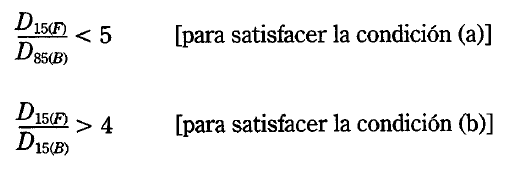 D15(F)/D85(B) < 5 [para satisfacer la condición (a)]
D15(F)/D15(B) > 4 [para satisfacer la condición (b)]